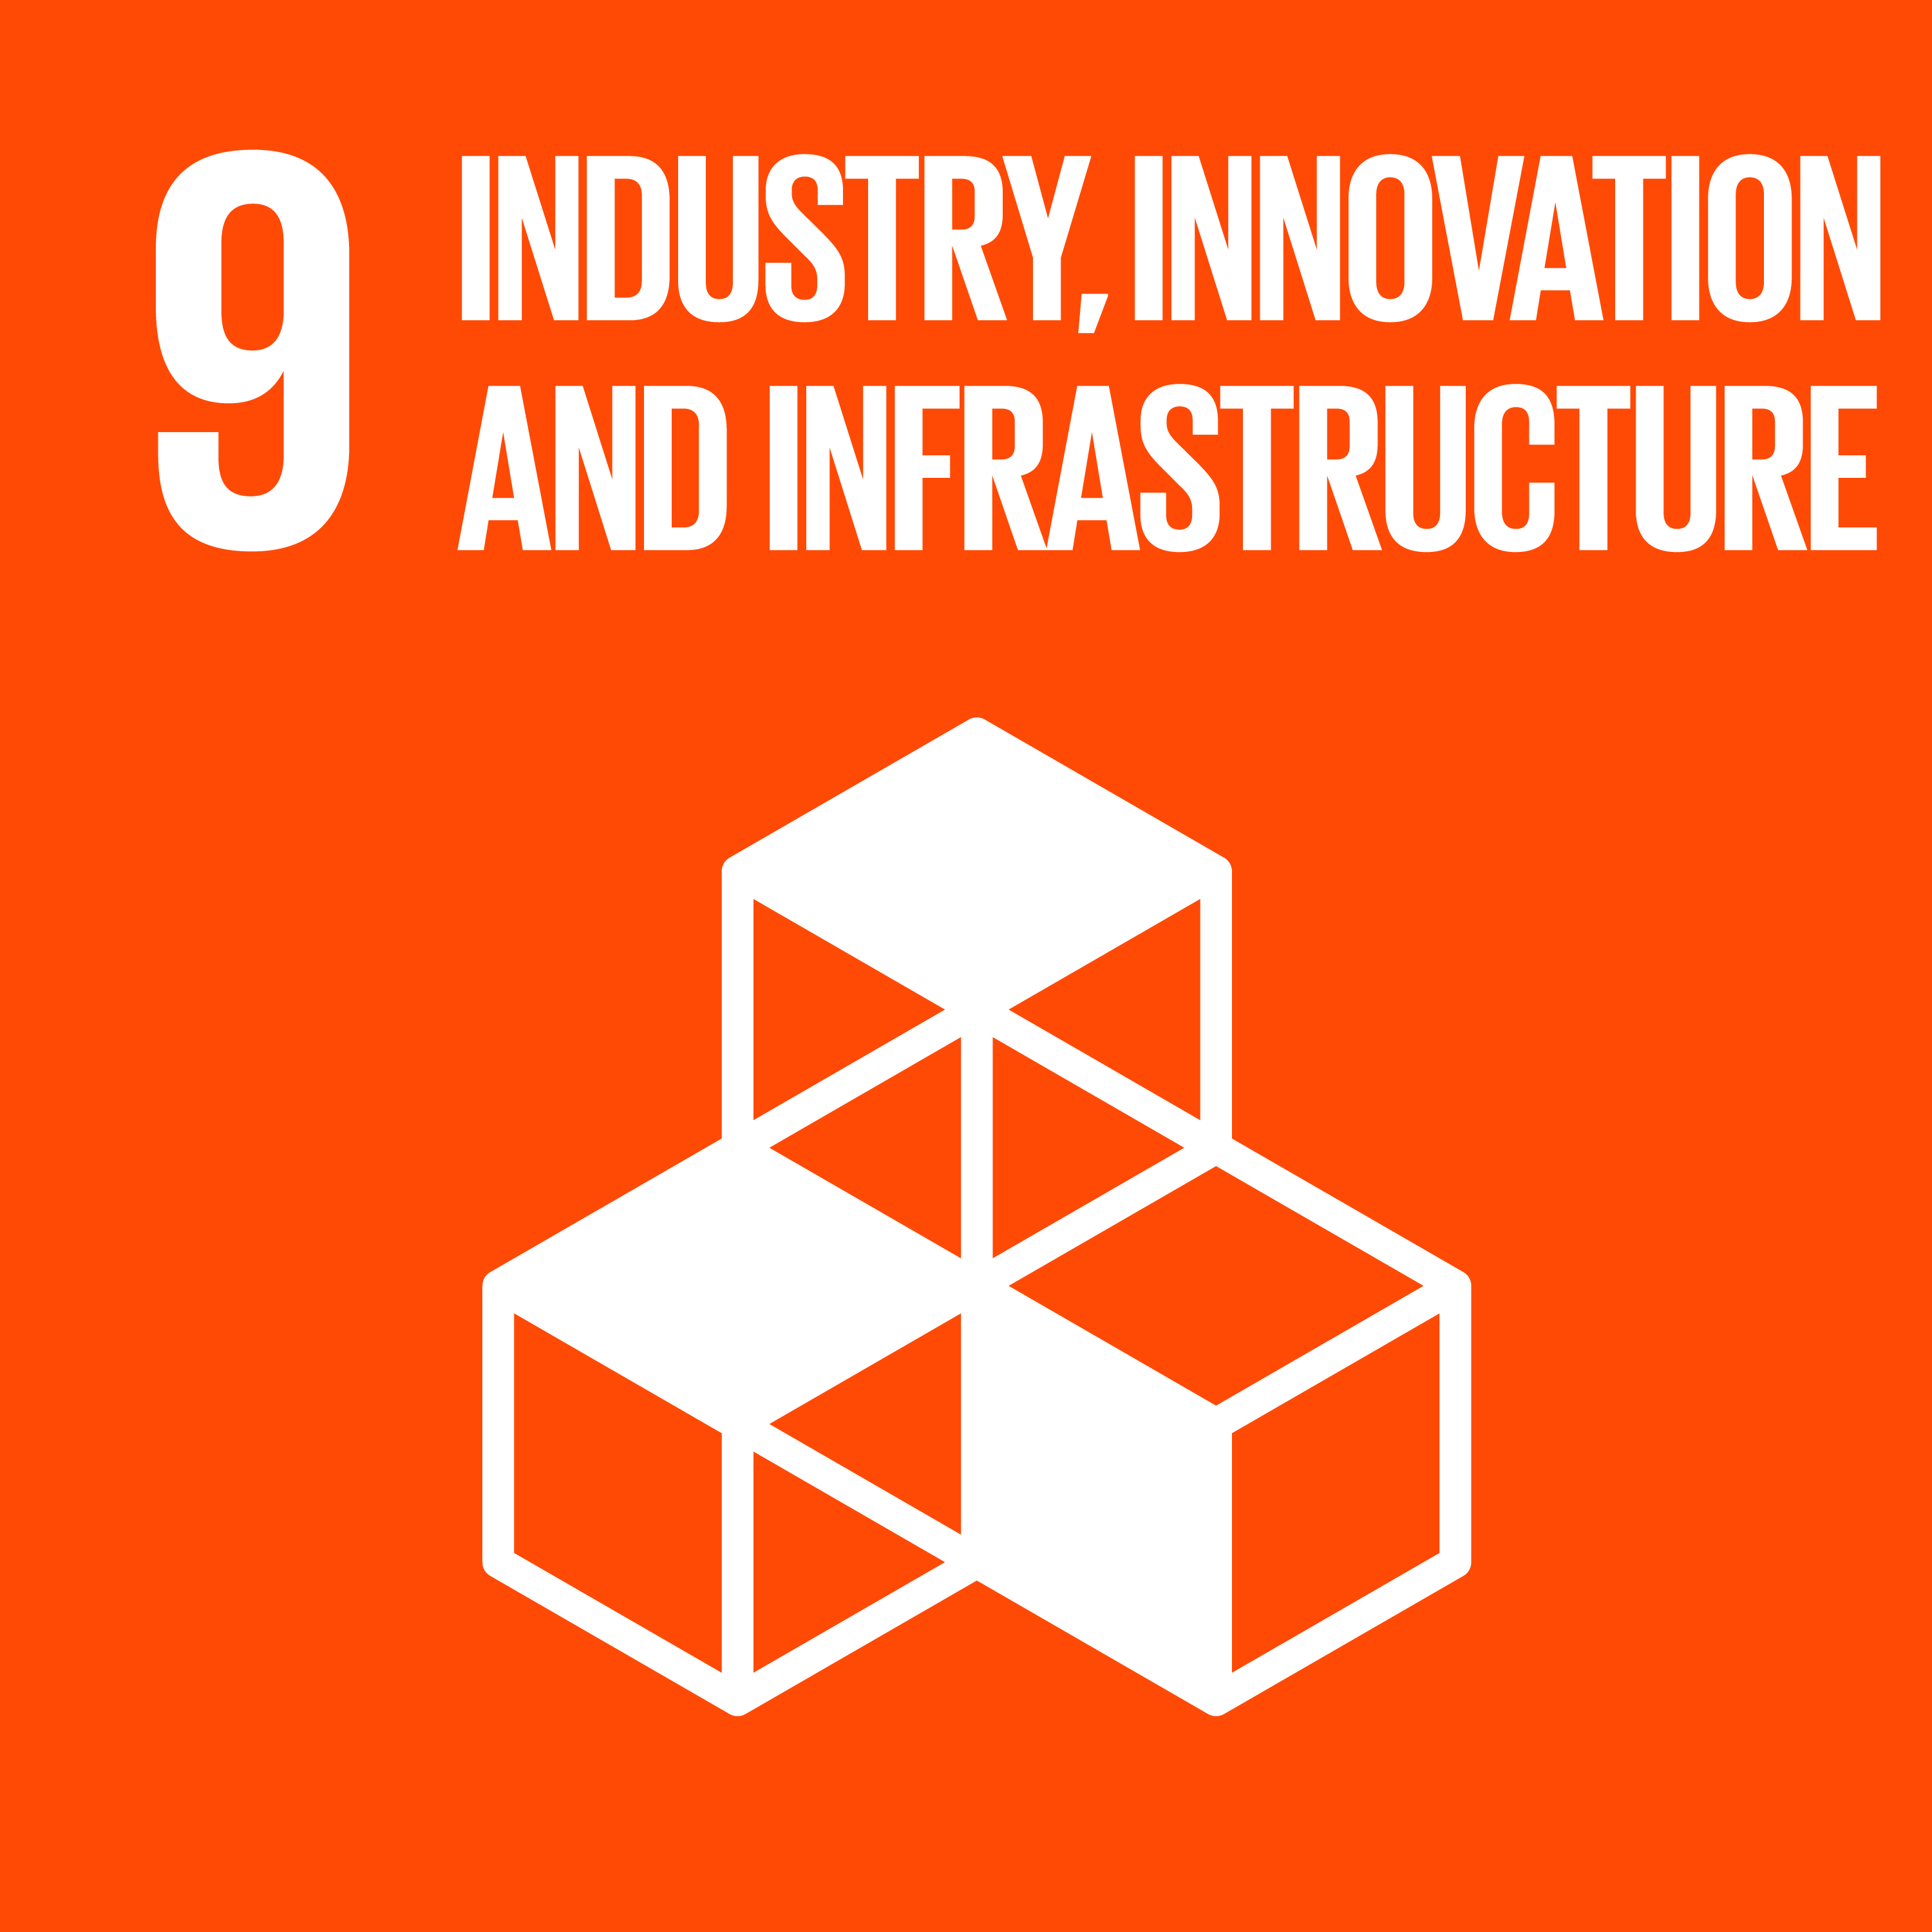 9
INDUSTRY, INNOVATION
AND INFRASTRUCTURE